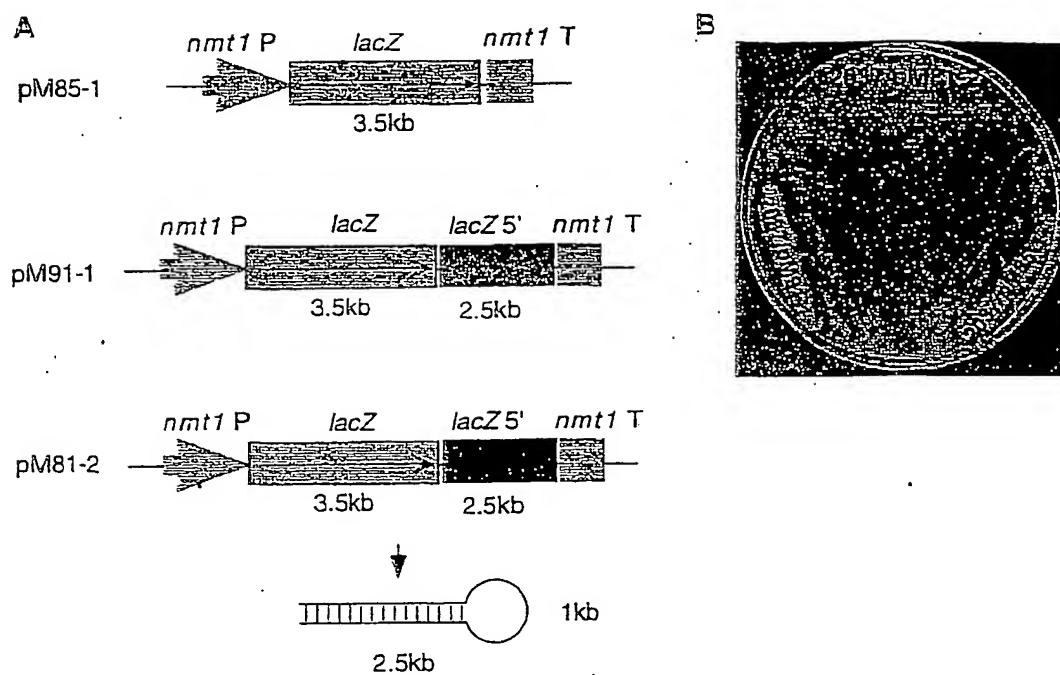 A
B
nmt1 P lacZ nmt1 T
pM85-1
3.5kb
nmt1 P lacZ lacZ 5' nmt1 T
pM91-1
3.5kb 2.5kb
nmt1 P lacZ lacZ 5' nmt1 T
pM81-2
3.5kb 2.5kb
1kb
2.5kb